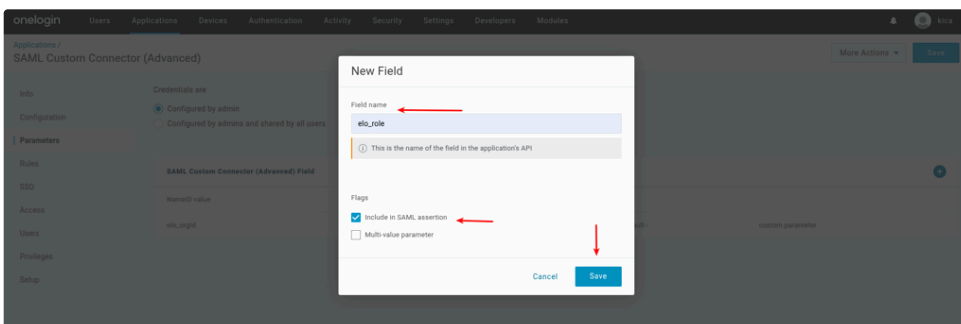 onelogin Users Applications Devices Authentication Activity Security Settings Developers Modules kica
Applications /
SAML Custom Connector (Advanced)
More Actions Save
Info
Configuration
Parameters
Rules
SSO
Access
Users
Privileges
Setup
Credentials are
Configured by admin
Configured by admins and shared by all users
SAML Custom Connector (Advanced) Field
NameID value
elo_orgid
custom parameter
New Field
Field name
elo_role
This is the name of the field in the application's API
Flags
Include in SAML assertion
Multi-value parameter
Cancel Save